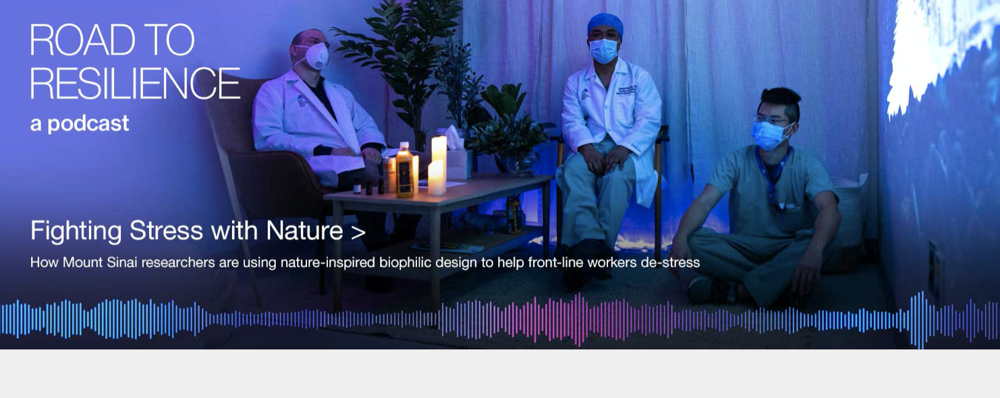 ROAD TO
RESILIENCE
a podcast
Fighting Stress with Nature >
How Mount Sinai researchers are using nature-inspired biophilic design to help front-line workers de-stress